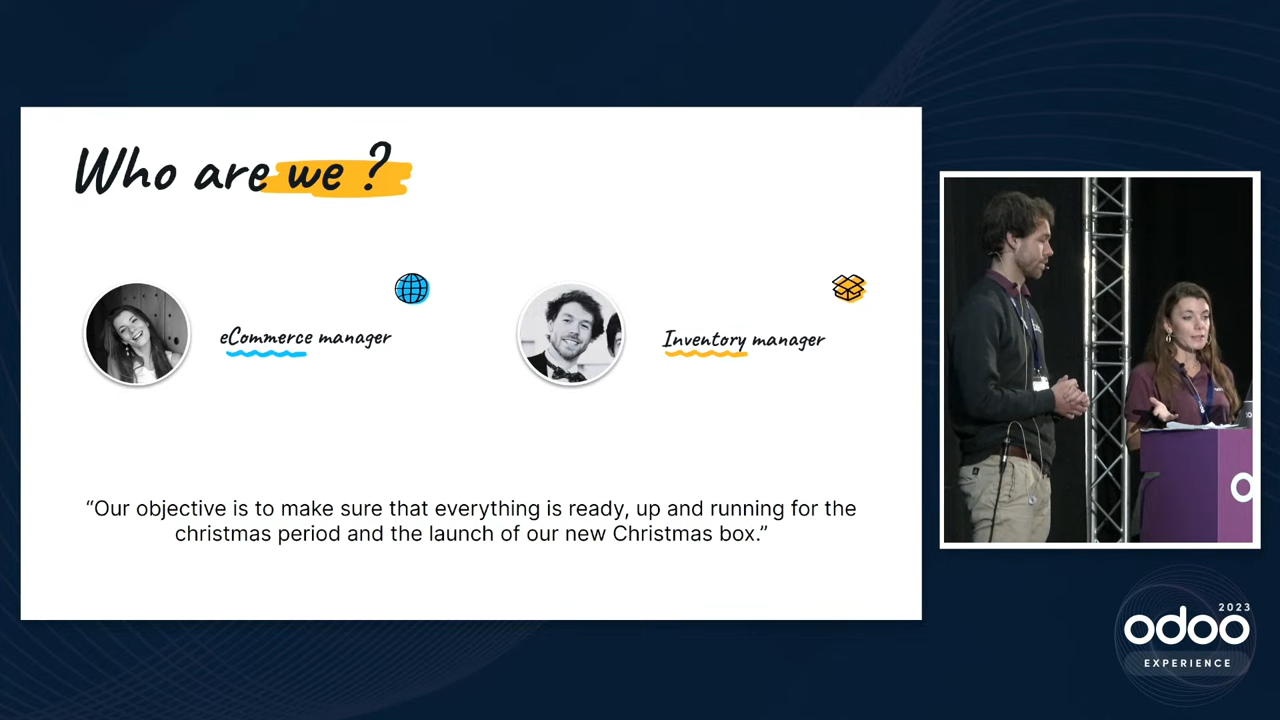 Who are we ?
eCommerce manager
Inventory manager
“Our objective is to make sure that everything is ready, up and running for the
christmas period and the launch of our new Christmas box.”
2023
odoo
EXPERIENCE